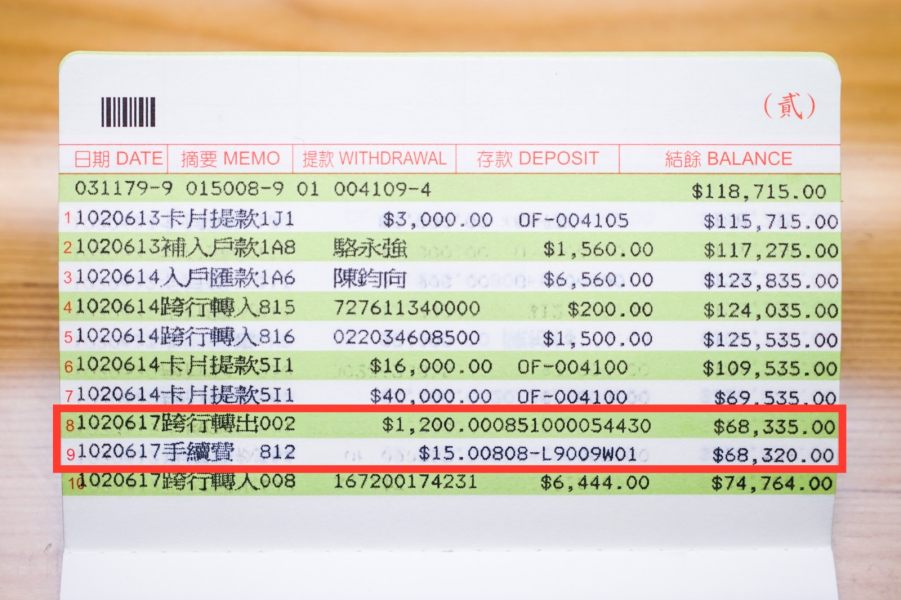 (貳)
日期 DATE 摘要 MEMO 提款 WITHDRAWAL 存款 DEPOSIT 結餘 BALANCE
031179-9 015008-9 01 004109-4 $118,715.00
1 1020613卡片提款1J1 $3,000.00 OF-004105 $115,715.00
2 1020613補入戶款1A8 駱永強 $1,560.00 $117,275.00
3 1020614入戶匯款1A6 陳鈞向 $6,560.00 $123,835.00
4 1020614跨行轉入815 727611340000 $200.00 $124,035.00
5 1020614跨行轉入816 022034608500 $1,500.00 $125,535.00
6 1020614卡片提款5I1 $16,000.00 OF-004100 $109,535.00
7 1020614卡片提款5I1 $40,000.00 OF-004100 $69,535.00
8 1020617跨行轉出002 $1,200.000851000054430 $68,335.00
9 1020617手續費 812 $15.00808-L9009W01 $68,320.00
10 1020617跨行轉入008 167200174231 $6,444.00 $74,764.00